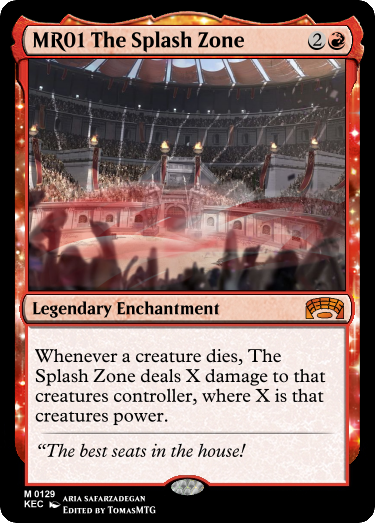 MR01 The Splash Zone 2
Legendary Enchantment
Whenever a creature dies, The
Splash Zone deals X damage to that
creatures controller, where X is that
creatures power.
“The best seats in the house!
M 0129
KEC ARIA SAFARZADEGAN
EDITED BY TOMASMTG